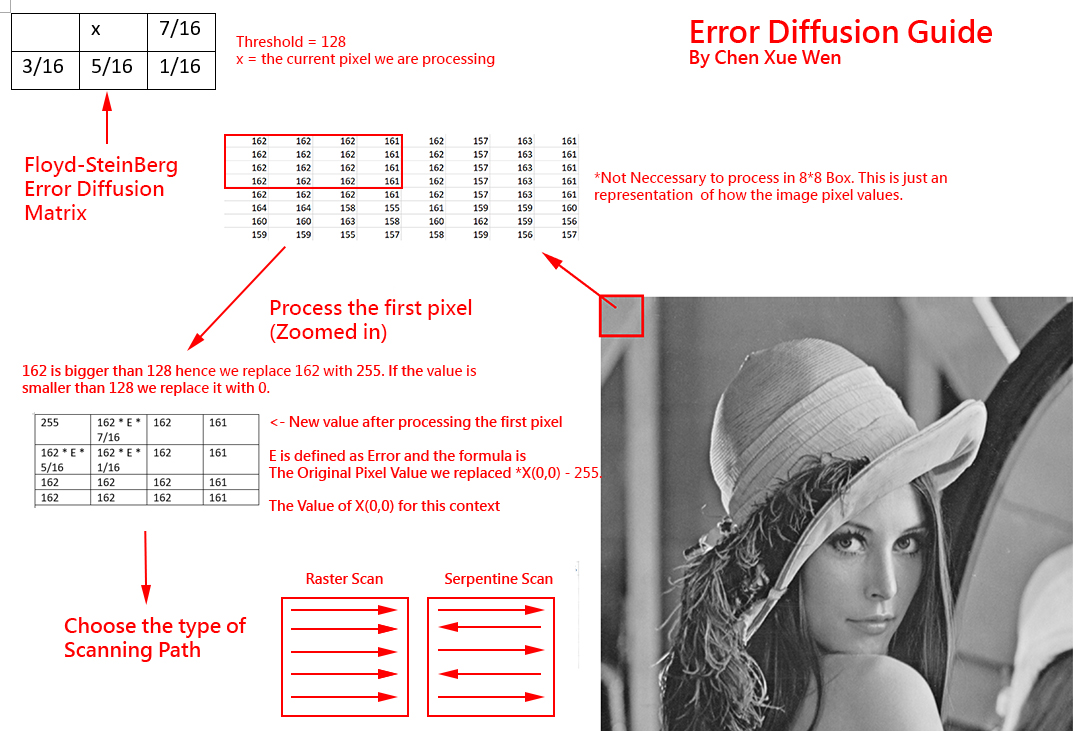 x 7/16
3/16 5/16 1/16
Threshold = 128
x = the current pixel we are processing
Error Diffusion Guide
By Chen Xue Wen
Floyd-SteinBerg
Error Diffusion
Matrix
162 162 162 161 162 157 163 161
162 162 162 161 162 157 163 161
162 162 162 161 162 157 163 161
162 162 162 161 162 157 163 161
162 162 162 161 162 157 163 161
164 164 158 155 161 159 159 160
160 160 163 158 160 162 159 156
159 159 155 157 158 159 156 157
*Not Neccessary to process in 8*8 Box. This is just an
representation of how the image pixel values.
Process the first pixel
(Zoomed in)
162 is bigger than 128 hence we replace 162 with 255. If the value is
smaller than 128 we replace it with 0.
255 162 * E * 162 161
7/16
162 * E * 162 * E * 162 161
5/16 1/16
162 162 162 161
162 162 162 161
<- New value after processing the first pixel
E is defined as Error and the formula is
The Original Pixel Value we replaced *X(0,0) - 255.
The Value of X(0,0) for this context
Choose the type of
Scanning Path
Raster Scan
Serpentine Scan